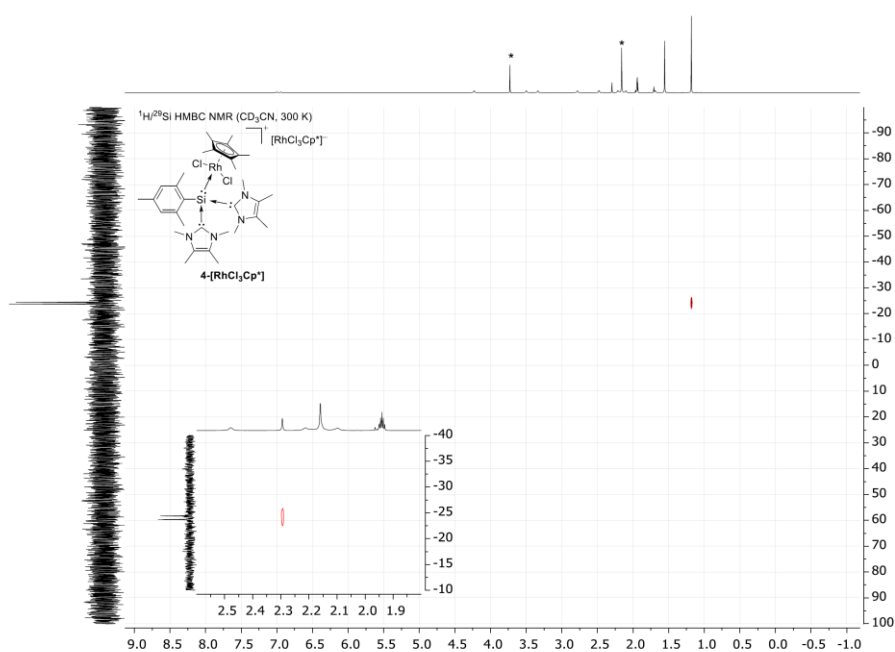 * *
¹H/²⁹Si HMBC NMR (CD₃CN, 300 K)
+ [RhCl₃Cp*]⁻
Cl Rh
Cl
Si
N
N
N N
4-[RhCl₃Cp*]
-90
-80
-70
-60
-50
-40
-30
-20
-10
0
10
20
30
40
50
60
70
80
90
100
-40
-35
-30
-25
-20
-15
-10
2.5 2.4 2.3 2.2 2.1 2.0 1.9
9.0 8.5 8.0 7.5 7.0 6.5 6.0 5.5 5.0 4.5 4.0 3.5 3.0 2.5 2.0 1.5 1.0 0.5 0.0 -0.5 -1.0